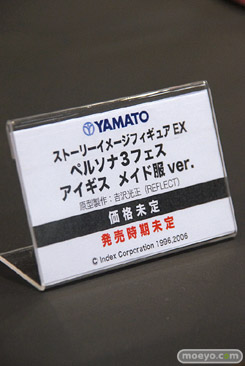 YAMATO
ストーリーイメージフィギュアEX
ペルソナ3フェス
アイギス メイド服 ver.
原型製作：吉沢光正（REFLECT）
価格未定
発売時期未定
© Index Corporation 1996,2006
moeyo.com